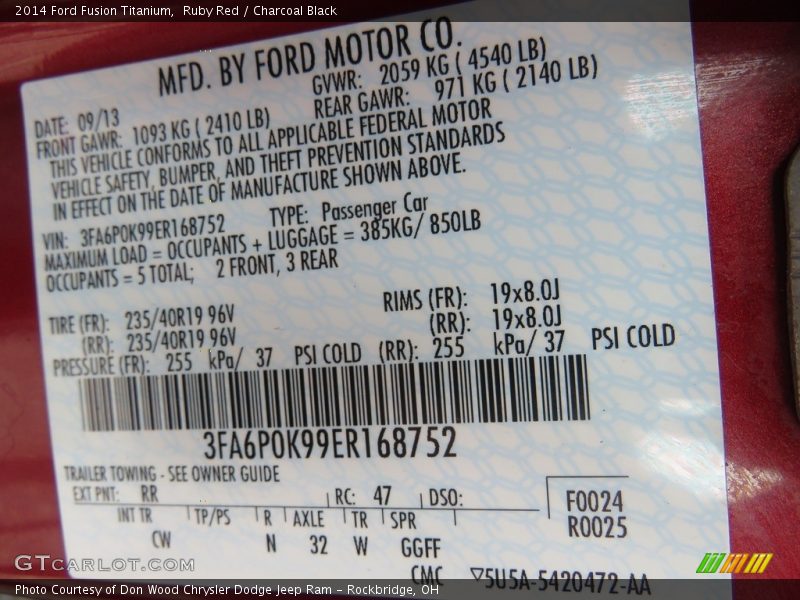 2014 Ford Fusion Titanium,  Ruby Red / Charcoal Black
MFD. BY FORD MOTOR CO.
DATE: 09/13 GVWR: 2059 KG ( 4540 LB)
FRONT GAWR: 1093 KG ( 2410 LB) REAR GAWR: 971 KG ( 2140 LB)
THIS VEHICLE CONFORMS TO ALL APPLICABLE FEDERAL MOTOR
VEHICLE SAFETY, BUMPER, AND THEFT PREVENTION STANDARDS
IN EFFECT ON THE DATE OF MANUFACTURE SHOWN ABOVE.
VIN: 3FA6P0K99ER168752 TYPE: Passenger Car
MAXIMUM LOAD = OCCUPANTS + LUGGAGE = 385KG/ 850LB
OCCUPANTS = 5 TOTAL; 2 FRONT, 3 REAR
TIRE (FR): 235/40R19 96V RIMS (FR): 19x8.0J
(RR): 235/40R19 96V (RR): 19x8.0J
PRESSURE (FR): 255 kPa/ 37 PSI COLD (RR): 255 kPa/ 37 PSI COLD
3FA6P0K99ER168752
TRAILER TOWING - SEE OWNER GUIDE
EXT PNT: RR RC: 47 DSO: F0024
INT TR TP/PS R AXLE TR SPR R0025
CW N 32 W GGFF
CMC ▽5U5A-5420472-AA
GTCARLOT.COM
Photo Courtesy of Don Wood Chrysler Dodge Jeep Ram – Rockbridge, OH